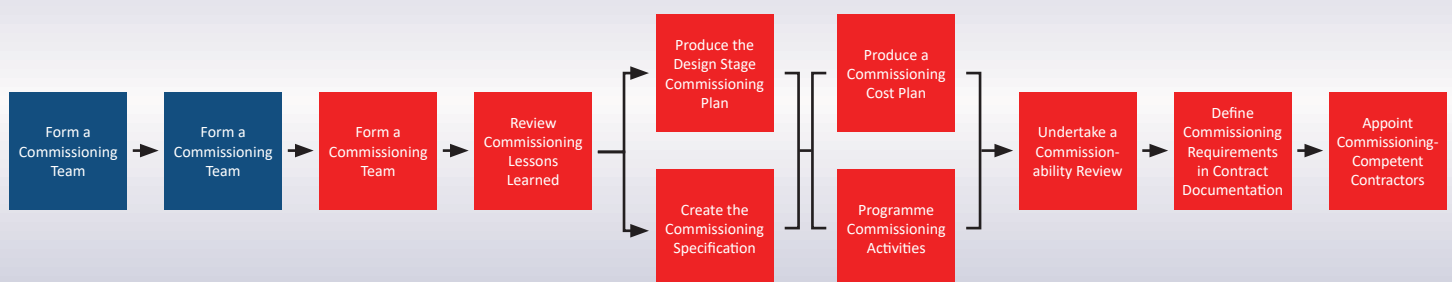 Form a
Commissioning
Team
Form a
Commissioning
Team
Form a
Commissioning
Team
Review
Commissioning
Lessons
Learned
Produce the
Design Stage
Commissioning
Plan
Create the
Commissioning
Specification
Produce a
Commissioning
Cost Plan
Programme
Commissioning
Activities
Undertake a
Commission-
ability Review
Define
Commissioning
Requirements
in Contract
Documentation
Appoint
Commissioning-
Competent
Contractors